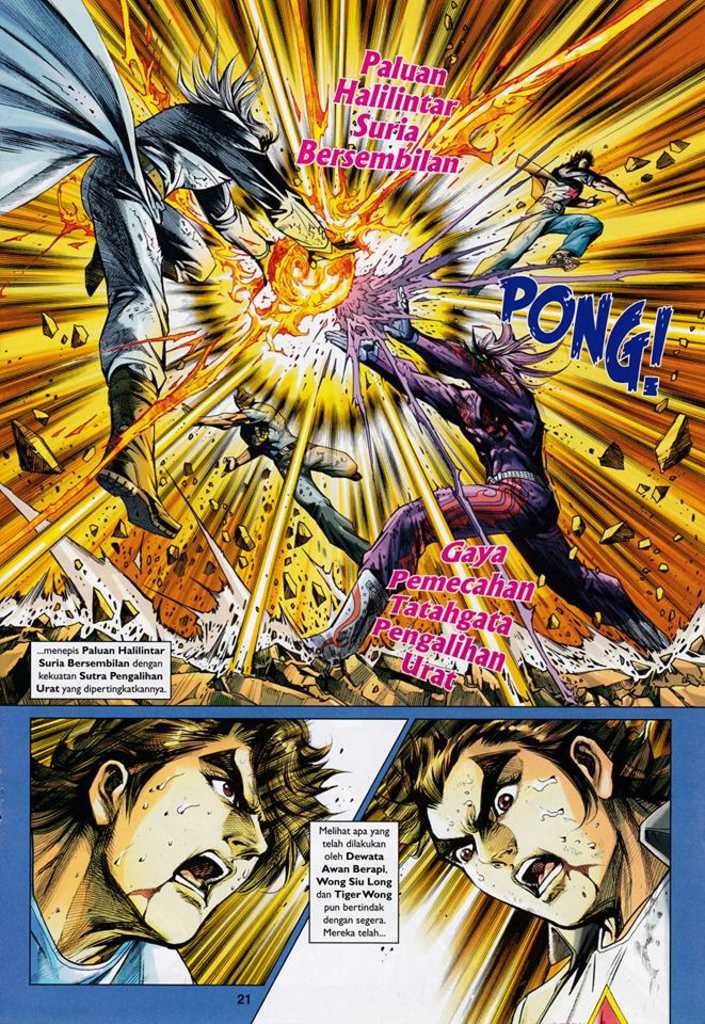 Paluan
Halilintar
Suria
Bersembilan
PONG!
Gaya
Pemecahan
Tatahgata
Pengalihan
Urat
...menepis Paluan Halilintar
Suria Bersembilan dengan
kekuatan Sutra Pengalihan
Urat yang dipertingkatkannya.
Melihat apa yang
telah dilakukan
oleh Dewata
Awan Berapi,
Wong Siu Long
dan Tiger Wong
pun bertindak
dengan segera.
Mereka telah...
21